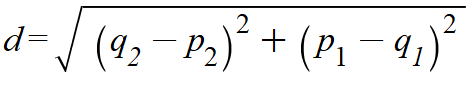 d=√(q₂ − p₂)² + (p₁ − q₁)²